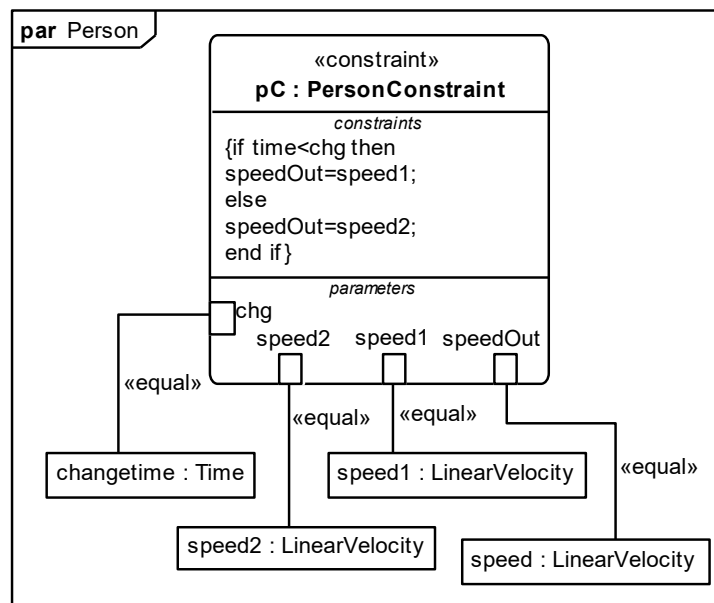 par Person
«constraint»
pC : PersonConstraint
constraints
{if time<chg then
speedOut=speed1;
else
speedOut=speed2;
end if}
parameters
chg
speed2 speed1 speedOut
«equal»
«equal»
«equal»
«equal»
changetime : Time
speed1 : LinearVelocity
speed2 : LinearVelocity
speed : LinearVelocity